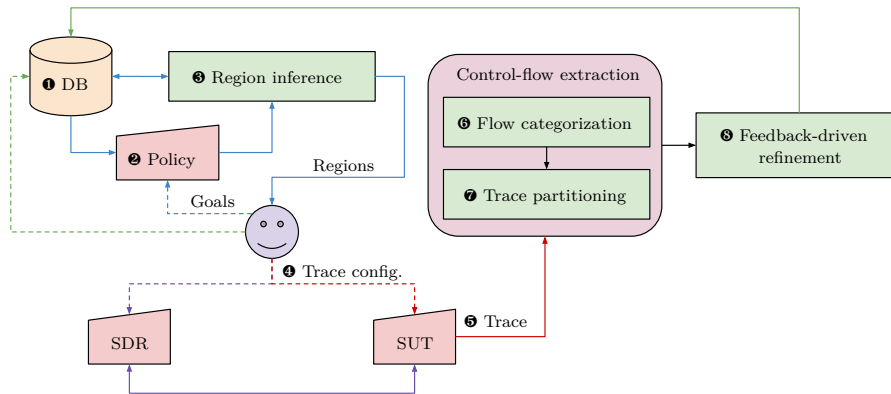 ❶ DB
❸ Region inference
❷ Policy
Goals
Regions
❹ Trace config.
SDR
SUT
❺ Trace
Control-flow extraction
❻ Flow categorization
❼ Trace partitioning
❽ Feedback-driven
refinement